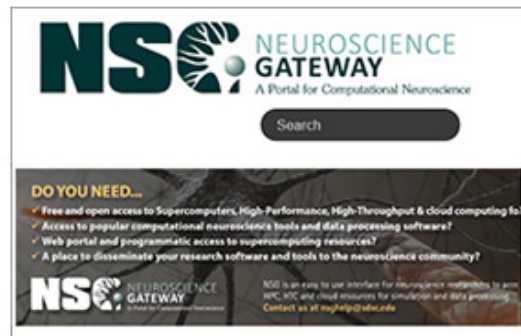 NSG NEUROSCIENCE
GATEWAY
A Portal for Computational Neuroscience
Search
DO YOU NEED...
✓ Free and open access to Supercomputers, High-Performance, High-Throughput & cloud computing fo
✓ Access to popular computational neuroscience tools and data processing software?
✓ Web portal and programmatic access to supercomputing resources?
✓ A place to disseminate your research software and tools to the neuroscience community?
NSG NEUROSCIENCE
GATEWAY
A Portal for Computational Neuroscience
NSG is an easy to use interface for neuroscience researchers to
HPC, HTC and cloud resources for simulation and data processing
Contact us at nsghelp@sdsc.edu